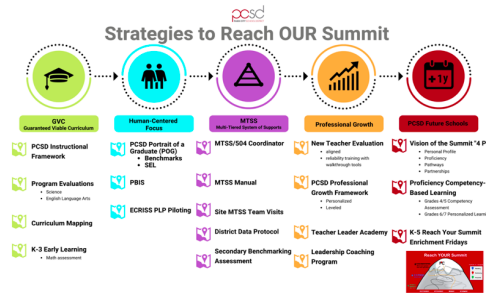 pcsd
Strategies to Reach OUR Summit
+1y
GVC
Guaranteed Viable Curriculum
PCSD Instructional
Framework
Program Evaluations
• Science
• English Language Arts
Curriculum Mapping
K-3 Early Learning
• Math assessment
Human-Centered
Focus
PCSD Portrait of a
Graduate (POG)
• Benchmarks
• SEL
PBIS
ECRISS PLP Piloting
MTSS
Multi-Tiered System of Supports
MTSS/504 Coordinator
MTSS Manual
Site MTSS Team Visits
District Data Protocol
Secondary Benchmarking
Assessment
Professional Growth
New Teacher Evaluation
• aligned
• reliability training with
walkthrough tools
PCSD Professional
Growth Framework
• Personalized
• Leveled
Teacher Leader Academy
Leadership Coaching
Program
PCSD Future Schools
Vision of the Summit "4 P
• Personal Profile
• Proficiency
• Pathways
• Partnerships
Proficiency Competency-
Based Learning
• Grades 4/5 Competency
Assessment
• Grades 6/7 Personalized Learni
K-5 Reach Your Summit
Enrichment Fridays
Reach YOUR Summit